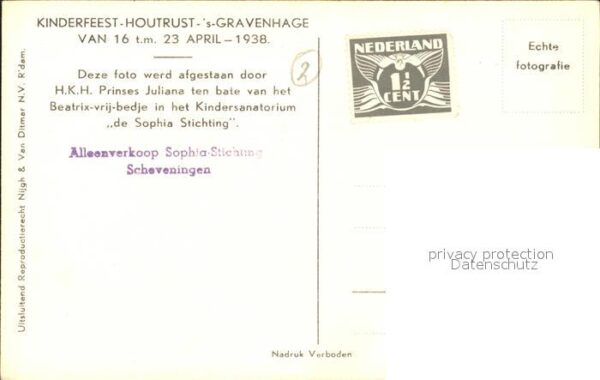 KINDERFEEST-HOUTRUST-'s-GRAVENHAGE
VAN 16 t.m. 23 APRIL-1938.
Deze foto werd afgestaan door
H.K.H. Prinses Juliana ten bate van het
Beatrix-vrij-bedje in het Kindersanatorium
„de Sophia Stichting".
Alleenverkoop Sophia-Stichting
Scheveningen
2
NEDERLAND
1½
CENT
Echte
fotografie
Uitsluitend Reproductierecht Nijgh & Van Ditmar N.V. R'dam.
privacy protection
Datenschutz
Nadruk Verboden